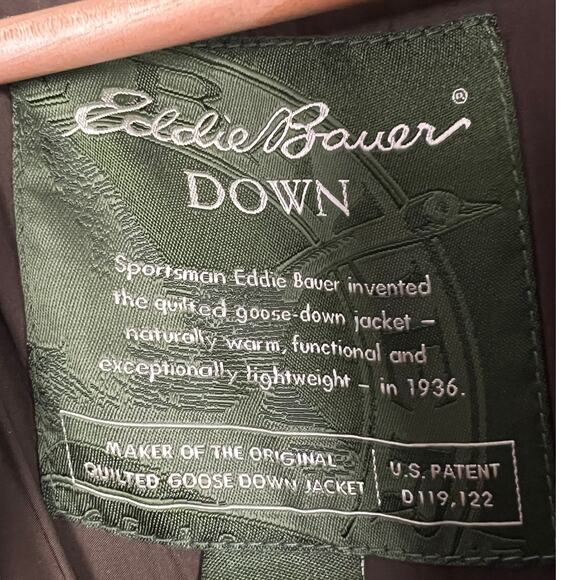 Eddie Bauer®
DOWN
Sportsman Eddie Bauer invented
the quilted goose-down jacket –
naturally warm, functional and
exceptionally lightweight – in 1936.
MAKER OF THE ORIGINAL
QUILTED GOOSE DOWN JACKET
U.S. PATENT
D119,122